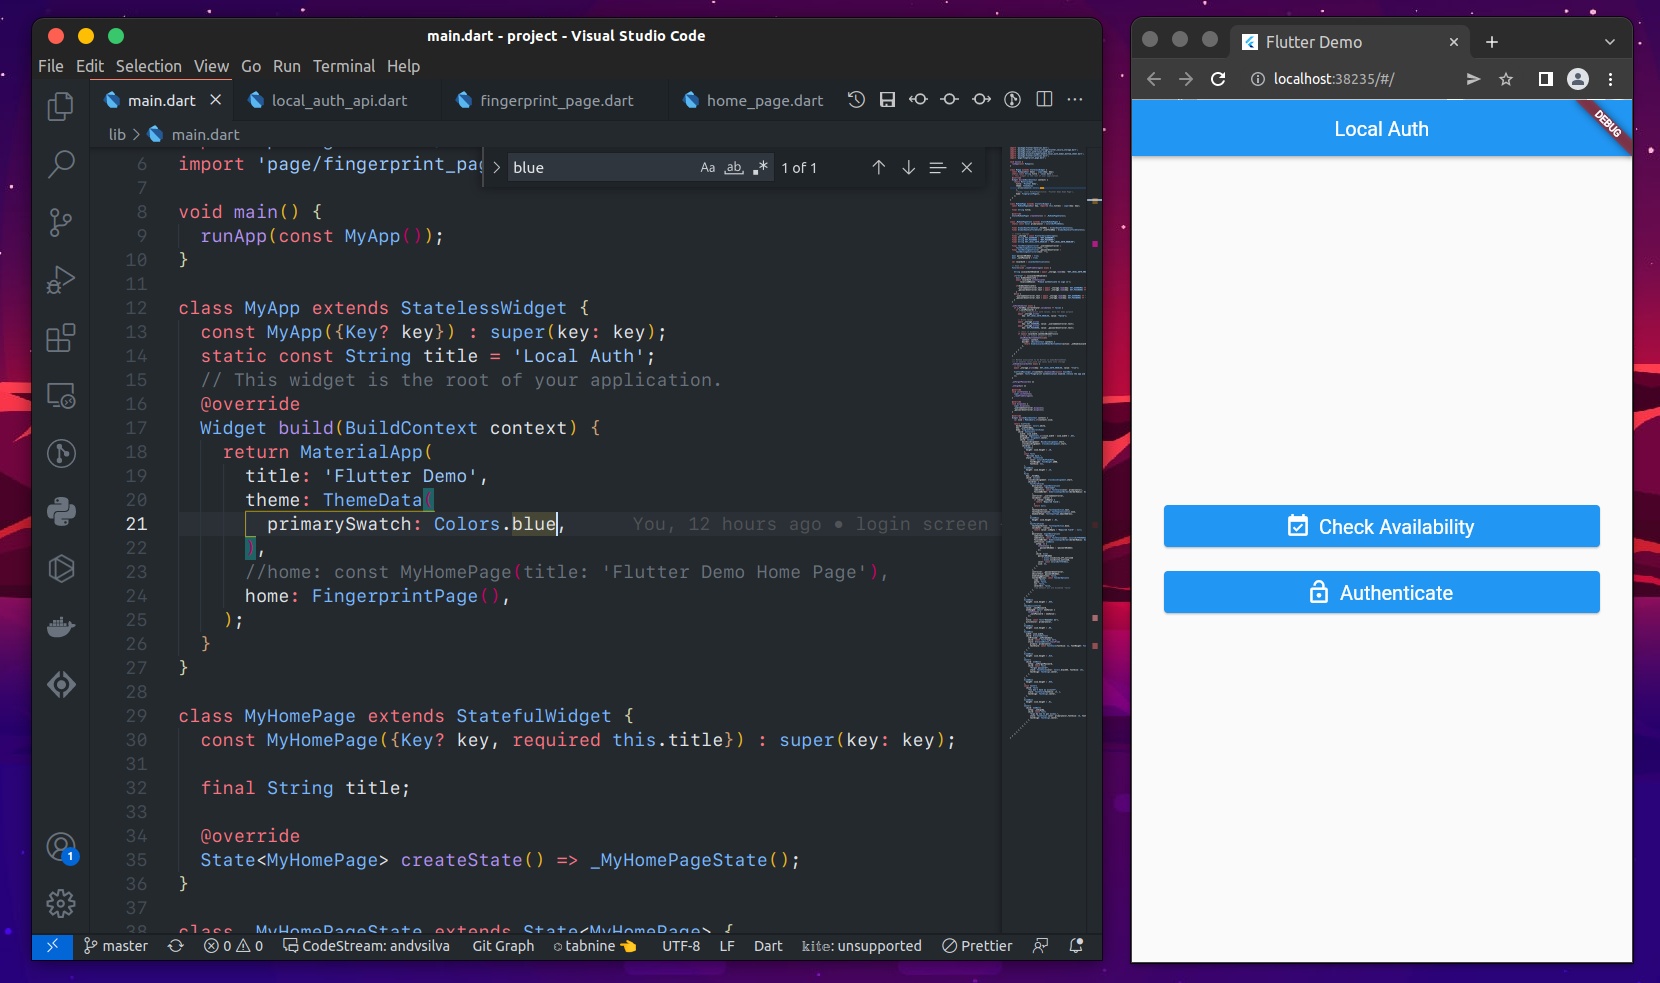 main.dart - project - Visual Studio Code
File Edit Selection View Go Run Terminal Help
main.dart local_auth_api.dart fingerprint_page.dart home_page.dart
lib > main.dart
blue Aa ab .* 1 of 1
6 import 'page/fingerprint_pag
7
8 void main() {
9 runApp(const MyApp());
10 }
11
12 class MyApp extends StatelessWidget {
13 const MyApp({Key? key}) : super(key: key);
14 static const String title = 'Local Auth';
15 // This widget is the root of your application.
16 @override
17 Widget build(BuildContext context) {
18 return MaterialApp(
19 title: 'Flutter Demo',
20 theme: ThemeData(
21 primarySwatch: Colors.blue, You, 12 hours ago • login screen
22 ),
23 //home: const MyHomePage(title: 'Flutter Demo Home Page'),
24 home: FingerprintPage(),
25 );
26 }
27 }
28
29 class MyHomePage extends StatefulWidget {
30 const MyHomePage({Key? key, required this.title}) : super(key: key);
31
32 final String title;
33
34 @override
35 State<MyHomePage> createState() => _MyHomePageState();
36 }
37
38 class _MyHomePageState extends State<MyHomePage> {
1
master 0 0 CodeStream: andvsilva Git Graph tabnine UTF-8 LF Dart kite: unsupported Prettier
Flutter Demo
localhost:38235/#/
Local Auth
DEBUG
Check Availability
Authenticate